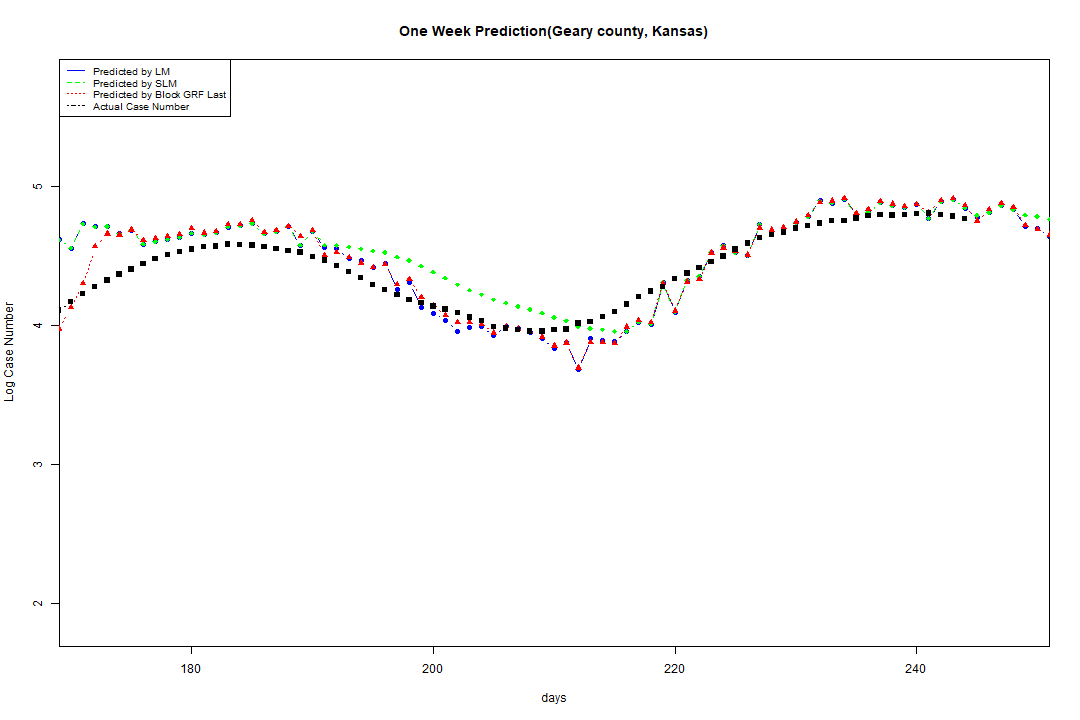 One Week Prediction(Geary county, Kansas)
Predicted by LM
Predicted by SLM
Predicted by Block GRF Last
Actual Case Number
5
4
3
2
Log Case Number
180 200 220 240
days